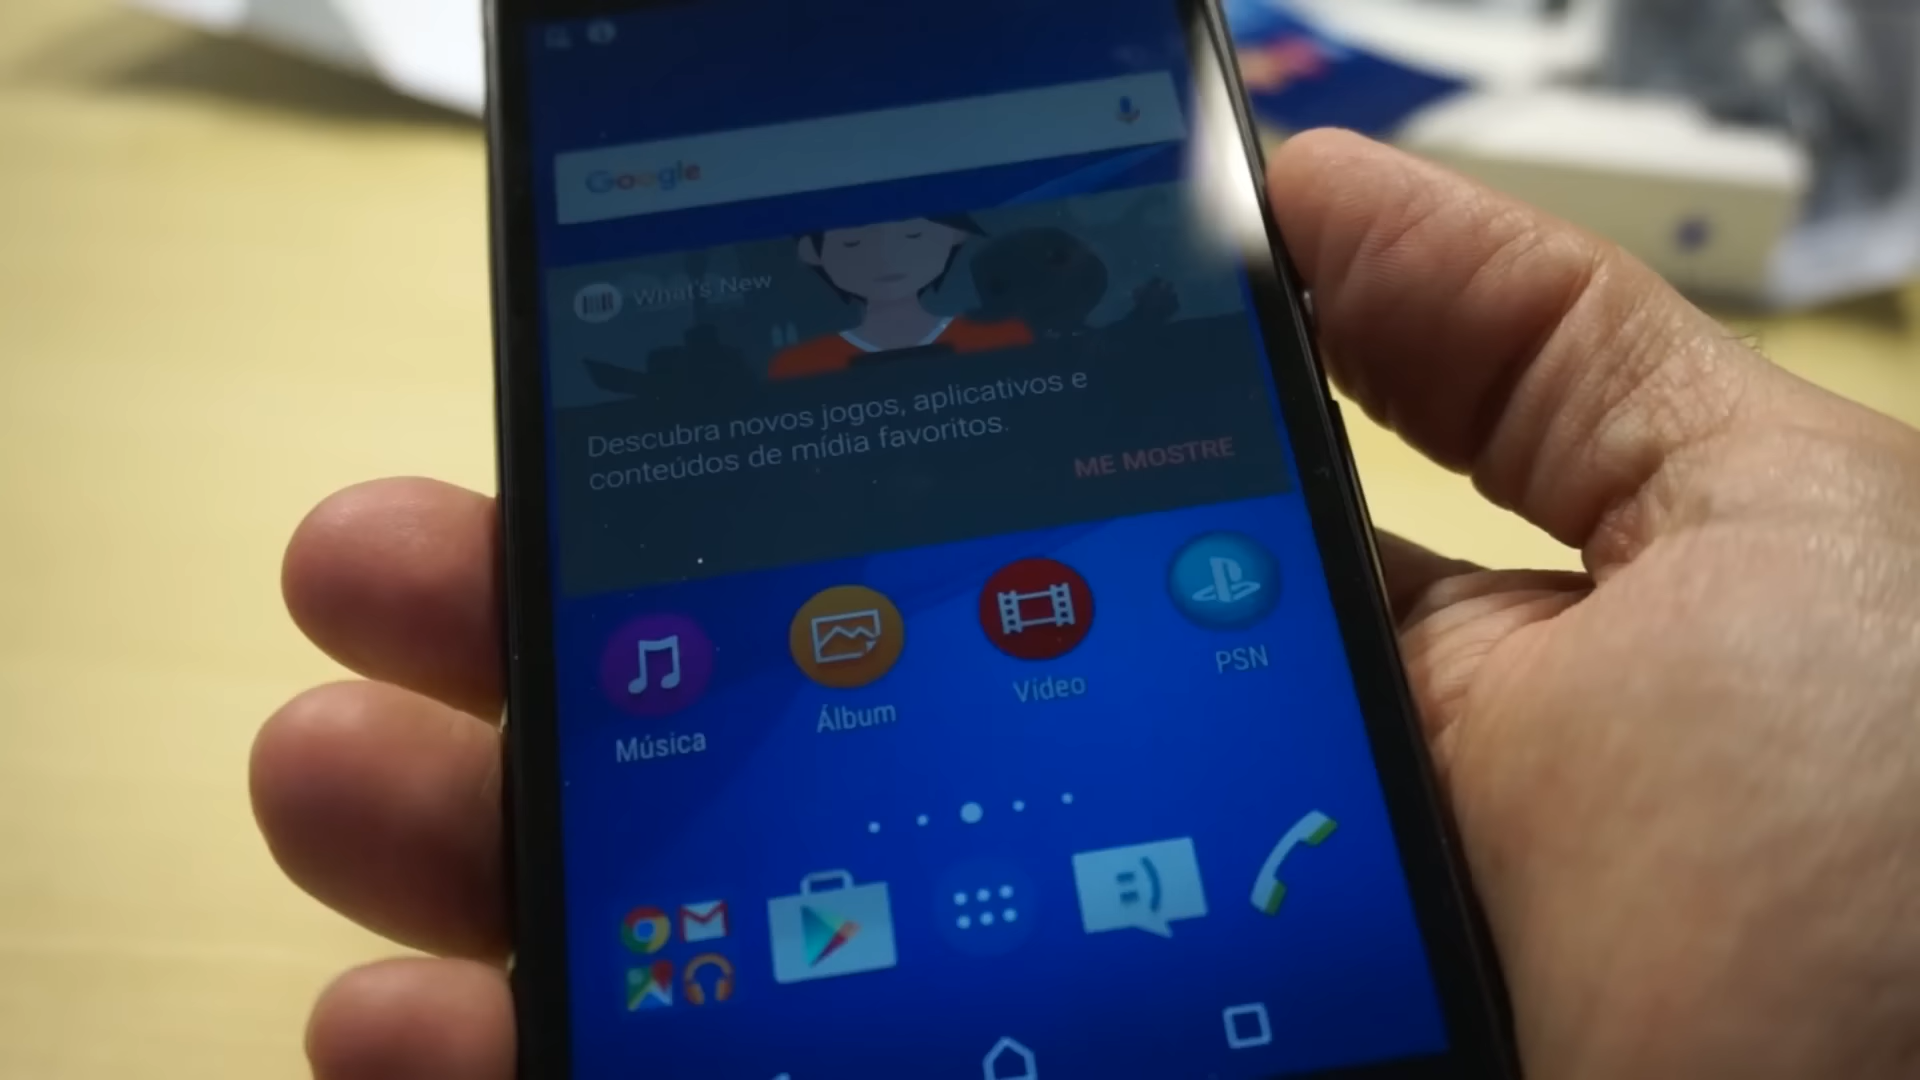 Google
What's New
Descubra novos jogos, aplicativos e
conteúdos de mídia favoritos.
ME MOSTRE
Música
Álbum
Vídeo
PSN